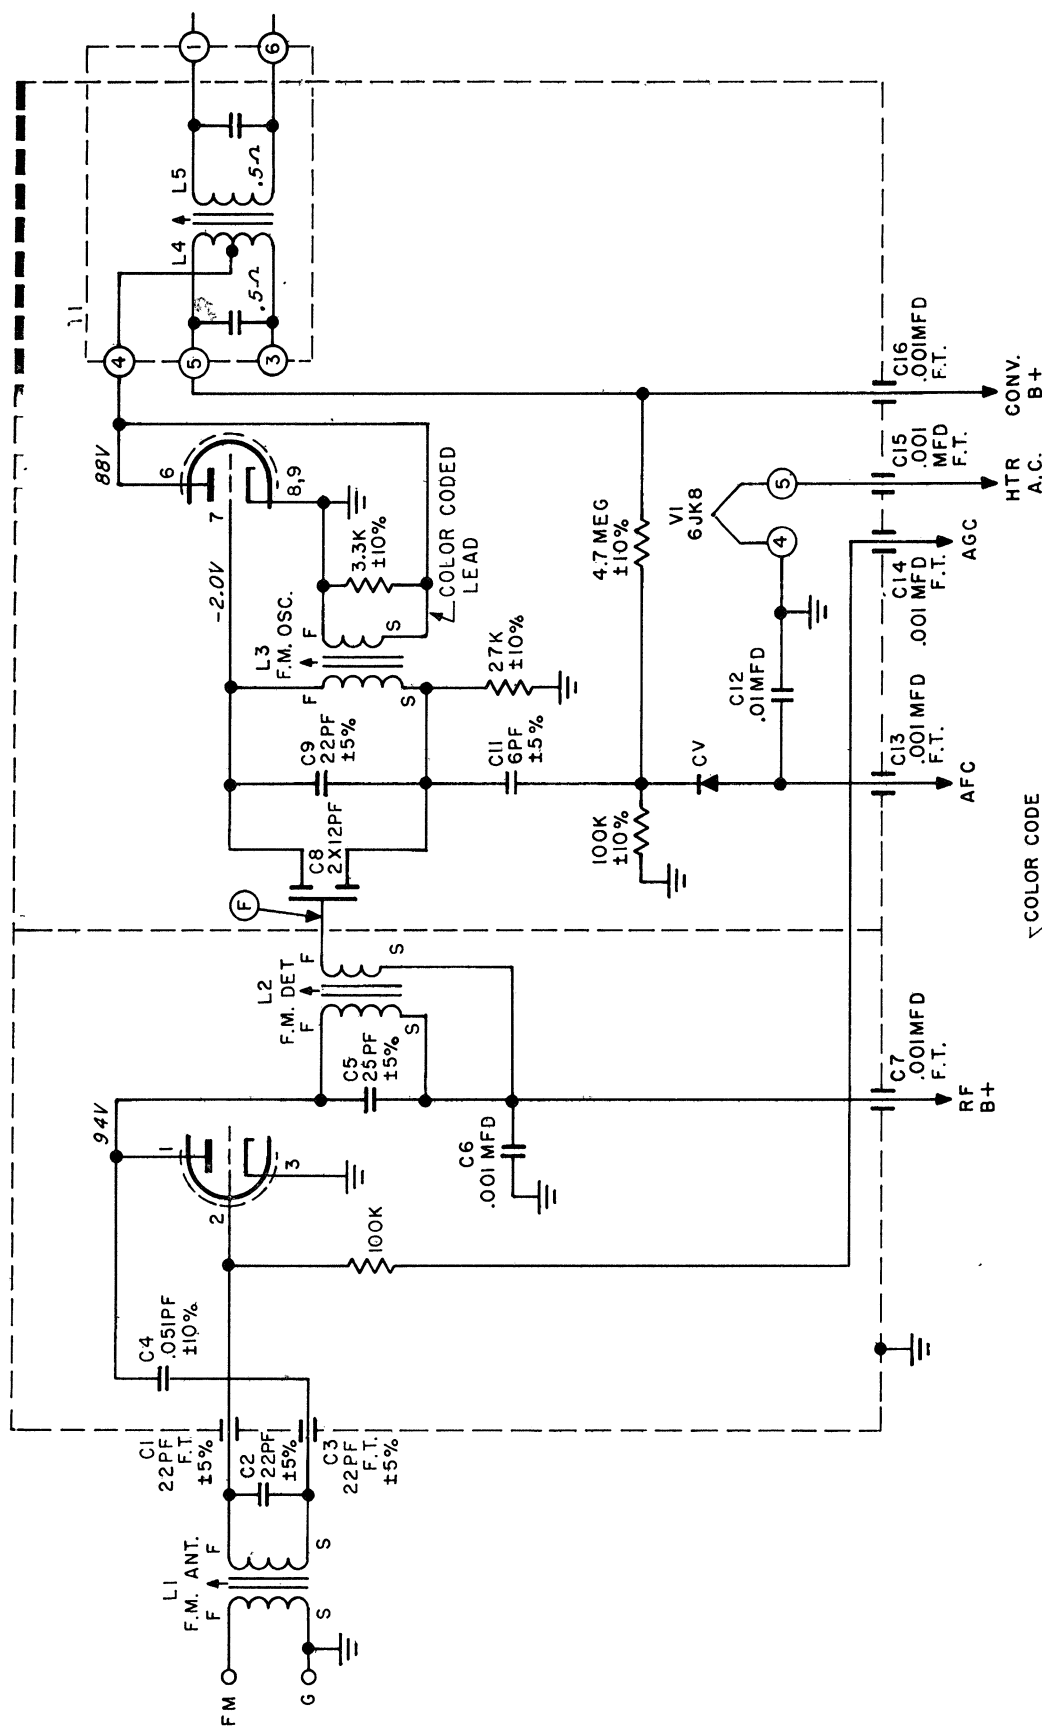 FM
G
L1
F.M. ANT.
F
F
S
S
C1
22PF
F.T.
±5%
C2
22PF
±5%
C3
22PF
F.T.
±5%
C4
.051PF
±10%
94V
1
2
3
100K
C5
25PF
±5%
C6
.001 MFD
L2
F.M. DET
F
F
S
S
F
C7
.001MFD
F.T.
RF
B+
C8
2X12PF
C9
22PF
±5%
L3
F.M. OSC.
F
F
S
S
-2.0V
88V
6
7
8,9
3.3K
±10%
COLOR CODED
LEAD
27K
±10%
C11
6PF
±5%
100K
±10%
CV
4.7 MEG
±10%
C12
.01MFD
V1
6JK8
4
5
C13
.001 MFD
F.T.
AFC
C14
.001 MFD
F.T.
AGC
C15
.001
MFD
F.T.
HTR
A.C.
C16
.001MFD
F.T.
CONV.
B+
4
5
3
L4
L5
.5Ω
.5Ω
1
6
COLOR CODE